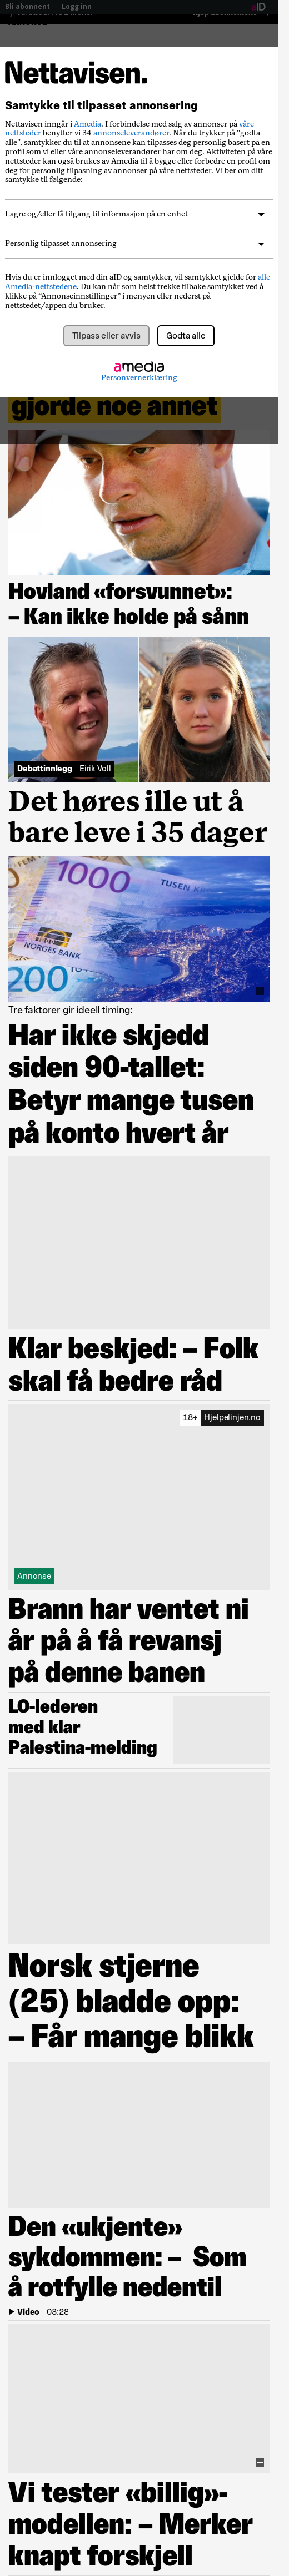 Bli abonnent | Logg inn
aID
Nettavisen.
Samtykke til tilpasset annonsering
Nettavisen inngår i Amedia. I forbindelse med salg av annonser på våre
nettsteder benytter vi 34 annonseleverandører. Når du trykker på "godta
alle", samtykker du til at annonsene kan tilpasses deg personlig basert på en
profil som vi eller våre annonseleverandører har om deg. Aktiviteten på våre
nettsteder kan også brukes av Amedia til å bygge eller forbedre en profil om
deg for personlig tilpasning av annonser på våre nettsteder. Vi ber om ditt
samtykke til følgende:
Lagre og/eller få tilgang til informasjon på en enhet
Personlig tilpasset annonsering
Hvis du er innlogget med din aID og samtykker, vil samtykket gjelde for alle
Amedia-nettstedene. Du kan når som helst trekke tilbake samtykket ved å
klikke på “Annonseinnstillinger” i menyen eller nederst på
nettstedet/appen du bruker.
Tilpass eller avvis
Godta alle
amedia
Personvernerklæring
gjørde noe annet
Hovland «forsvunnet»:
– Kan ikke holde på sånn
Debattinnlegg | Eirik Voll
Det høres ille ut å
bare leve i 35 dager
1000
TUSEN
NORGES BANK
200
Tre faktorer gir ideell timing:
Har ikke skjedd
siden 90-tallet:
Betyr mange tusen
på konto hvert år
Klar beskjed: – Folk
skal få bedre råd
18+ Hjelpelinjen.no
Annonse
Brann har ventet ni
år på å få revansj
på denne banen
LO-lederen
med klar
Palestina-melding
Norsk stjerne
(25) bladde opp:
– Får mange blikk
Den «ukjente»
sykdommen: – Som
å rotfylle nedentil
Video | 03:28
Vi tester «billig»-
modellen: – Merker
knapt forskjell